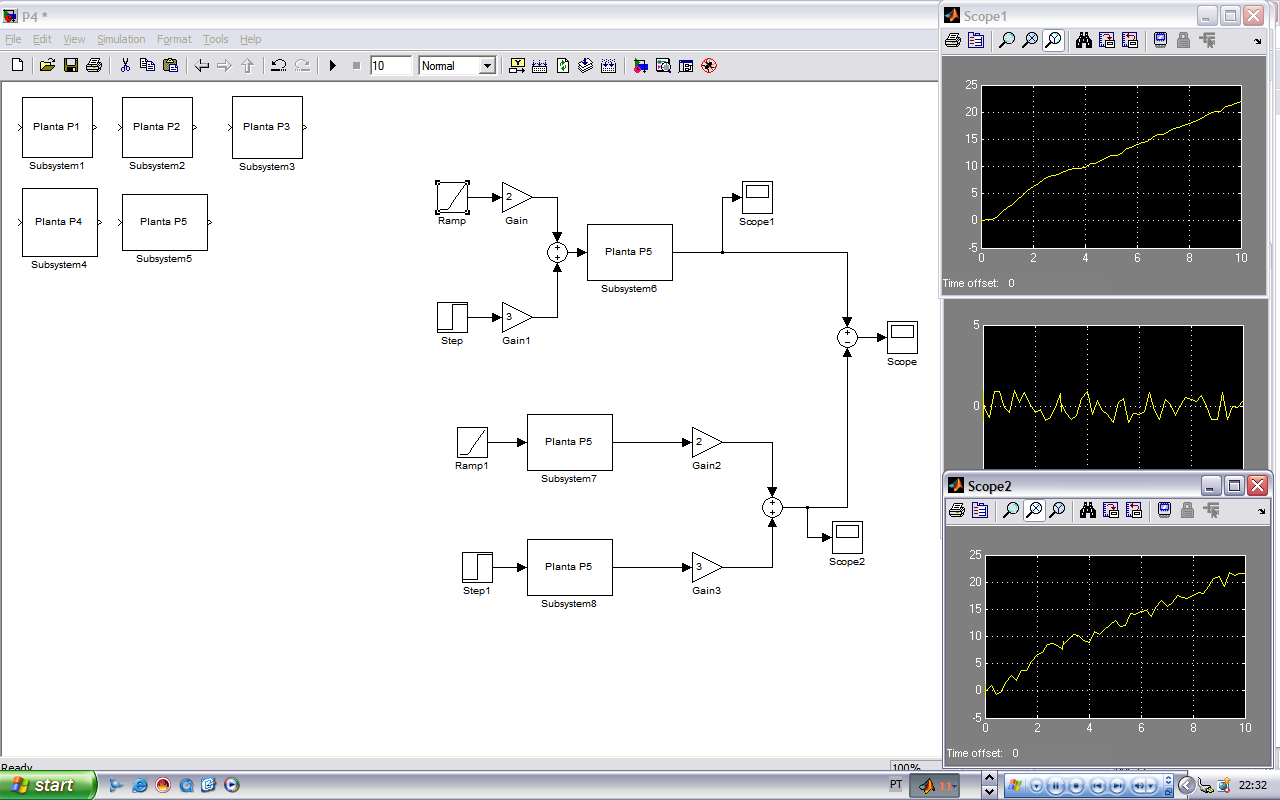 P4 *
File Edit View Simulation Format Tools Help
10 Normal
Planta P1
Subsystem1
Planta P2
Subsystem2
Planta P3
Subsystem3
Planta P4
Subsystem4
Planta P5
Subsystem5
Ramp
2
Gain
Step
3
Gain1
+
+
Planta P5
Subsystem6
Scope1
+
−
Scope
Ramp1
Planta P5
Subsystem7
2
Gain2
Step1
Planta P5
Subsystem8
3
Gain3
+
+
Scope2
Scope1
25
20
15
10
5
0
-5
0 2 4 6 8 10
Time offset: 0
5
0
Scope2
25
20
15
10
5
0
-5
0 2 4 6 8 10
Time offset: 0
Ready
100%
start
PT
11
22:32